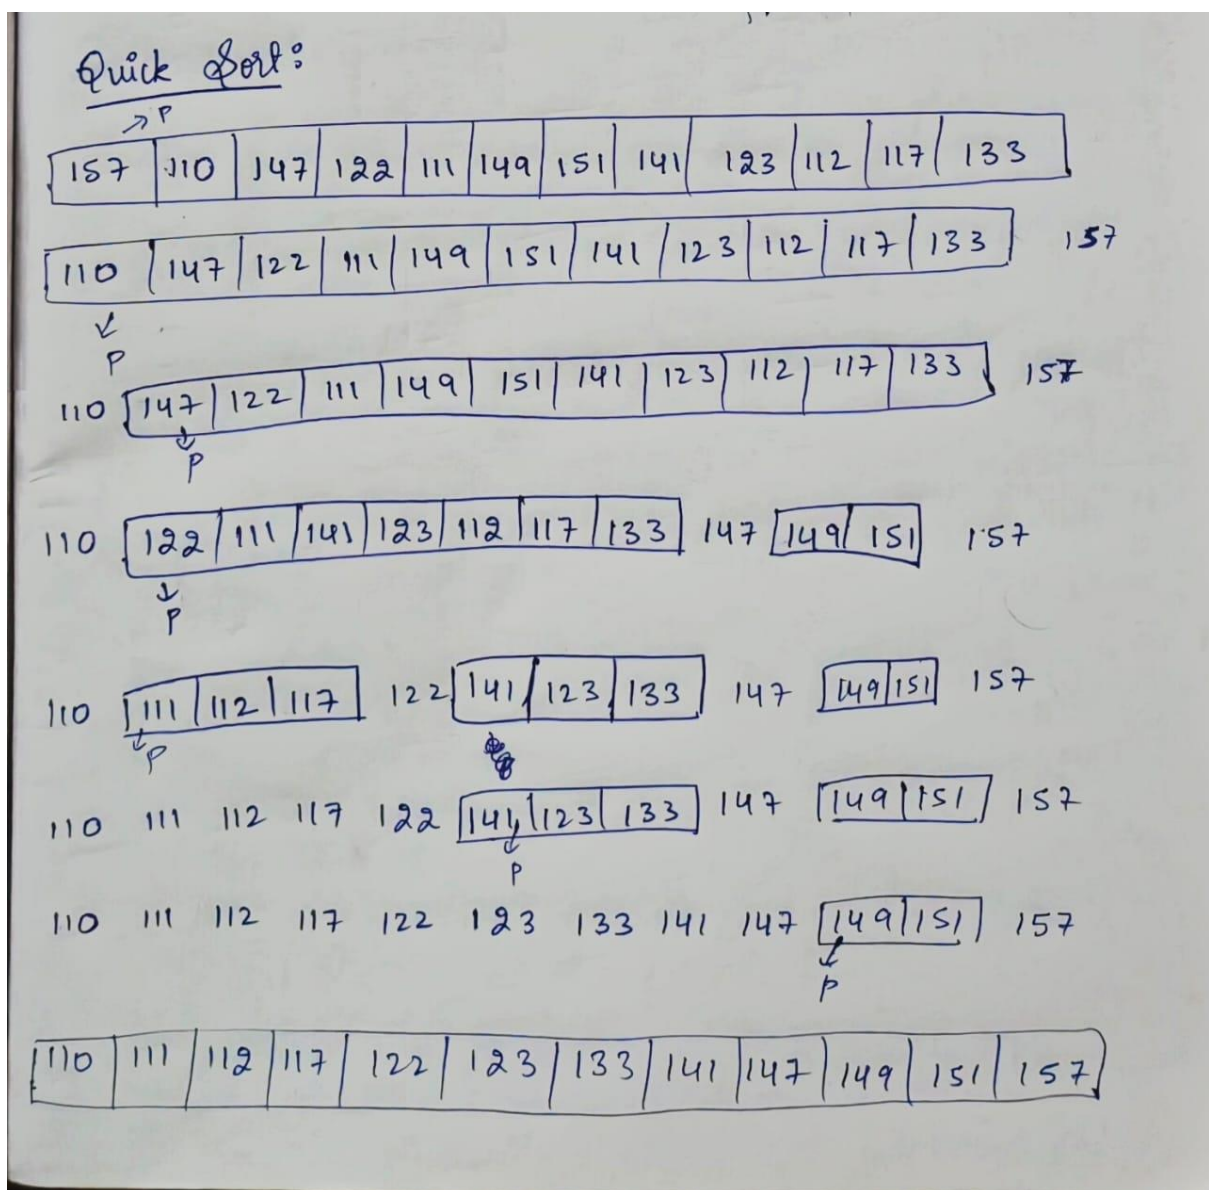 Quick Sort:
→ P
157 110 147 122 111 149 151 141 123 112 117 133
110 147 122 111 149 151 141 123 112 117 133 157
P
110 147 122 111 149 151 141 123 112 117 133 157
P
110 122 111 141 123 112 117 133 147 149 151 157
P
110 111 112 117 122 141 123 133 147 149 151 157
P
110 111 112 117 122 141 123 133 147 149 151 157
P
110 111 112 117 122 123 133 141 147 149 151 157
P
110 111 112 117 122 123 133 141 147 149 151 157